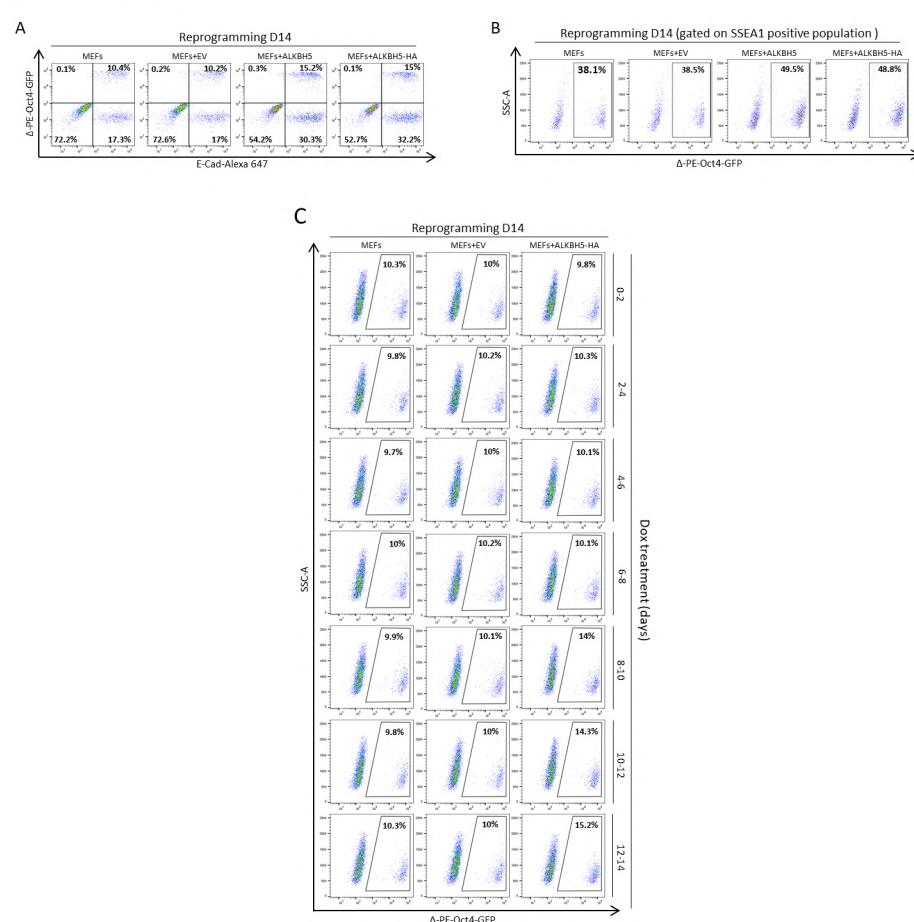 A
Reprogramming D14
MEFs MEFs+EV MEFs+ALKBH5 MEFs+ALKBH5-HA
0.1% 10.4% 0.2% 10.2% 0.3% 15.2% 0.1% 15%
72.2% 17.3% 72.6% 17% 54.2% 30.3% 52.7% 32.2%
Δ-PE-Oct4-GFP
E-Cad-Alexa 647
B
Reprogramming D14 (gated on SSEA1 positive population )
MEFs MEFs+EV MEFs+ALKBH5 MEFs+ALKBH5-HA
38.1% 38.5% 49.5% 48.8%
SSC-A
Δ-PE-Oct4-GFP
C
Reprogramming D14
MEFs MEFs+EV MEFs+ALKBH5-HA
10.3% 10% 9.8% 0-2
9.8% 10.2% 10.3% 2-4
9.7% 10% 10.1% 4-6
10% 10.2% 10.1% 6-8
9.9% 10.1% 14% 8-10
9.8% 10% 14.3% 10-12
10.3% 10% 15.2% 12-14
SSC-A
Dox treatment (days)
Δ-PE-Oct4-GFP